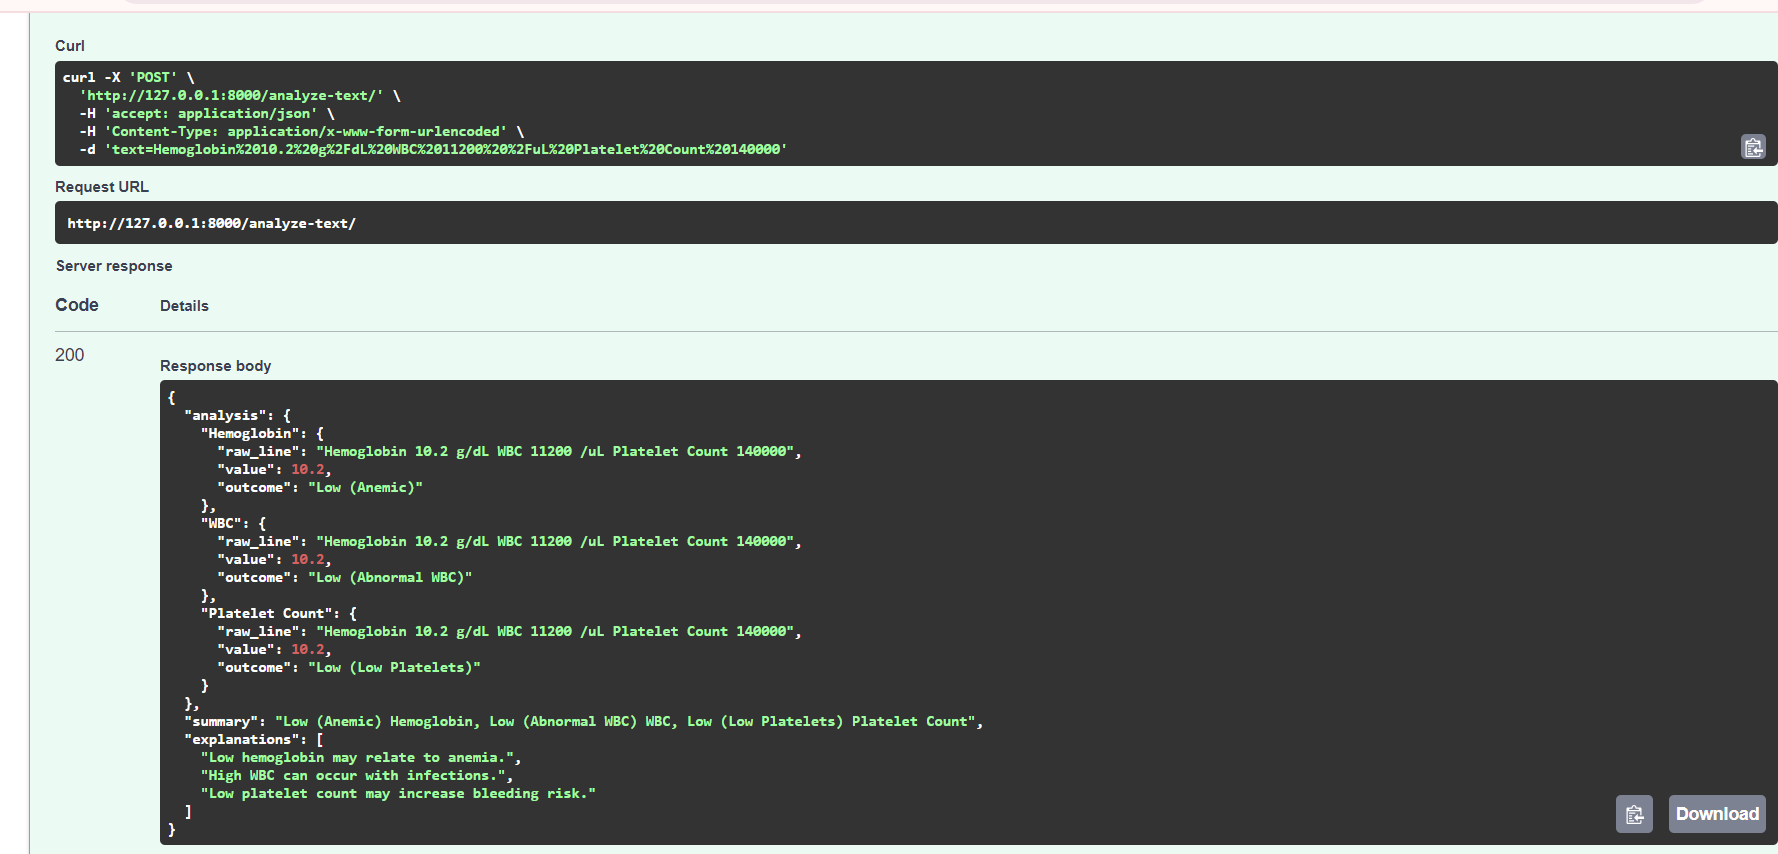 Curl
curl -X 'POST' \
  'http://127.0.0.1:8000/analyze-text/' \
  -H 'accept: application/json' \
  -H 'Content-Type: application/x-www-form-urlencoded' \
  -d 'text=Hemoglobin%2010.2%20g%2FdL%20WBC%2011200%20%2FuL%20Platelet%20Count%20140000'
Request URL
http://127.0.0.1:8000/analyze-text/
Server response
Code Details
200
Response body
{
  "analysis": {
    "Hemoglobin": {
      "raw_line": "Hemoglobin 10.2 g/dL WBC 11200 /uL Platelet Count 140000",
      "value": 10.2,
      "outcome": "Low (Anemic)"
    },
    "WBC": {
      "raw_line": "Hemoglobin 10.2 g/dL WBC 11200 /uL Platelet Count 140000",
      "value": 10.2,
      "outcome": "Low (Abnormal WBC)"
    },
    "Platelet Count": {
      "raw_line": "Hemoglobin 10.2 g/dL WBC 11200 /uL Platelet Count 140000",
      "value": 10.2,
      "outcome": "Low (Low Platelets)"
    }
  },
  "summary": "Low (Anemic) Hemoglobin, Low (Abnormal WBC) WBC, Low (Low Platelets) Platelet Count",
  "explanations": [
    "Low hemoglobin may relate to anemia.",
    "High WBC can occur with infections.",
    "Low platelet count may increase bleeding risk."
  ]
}
Download